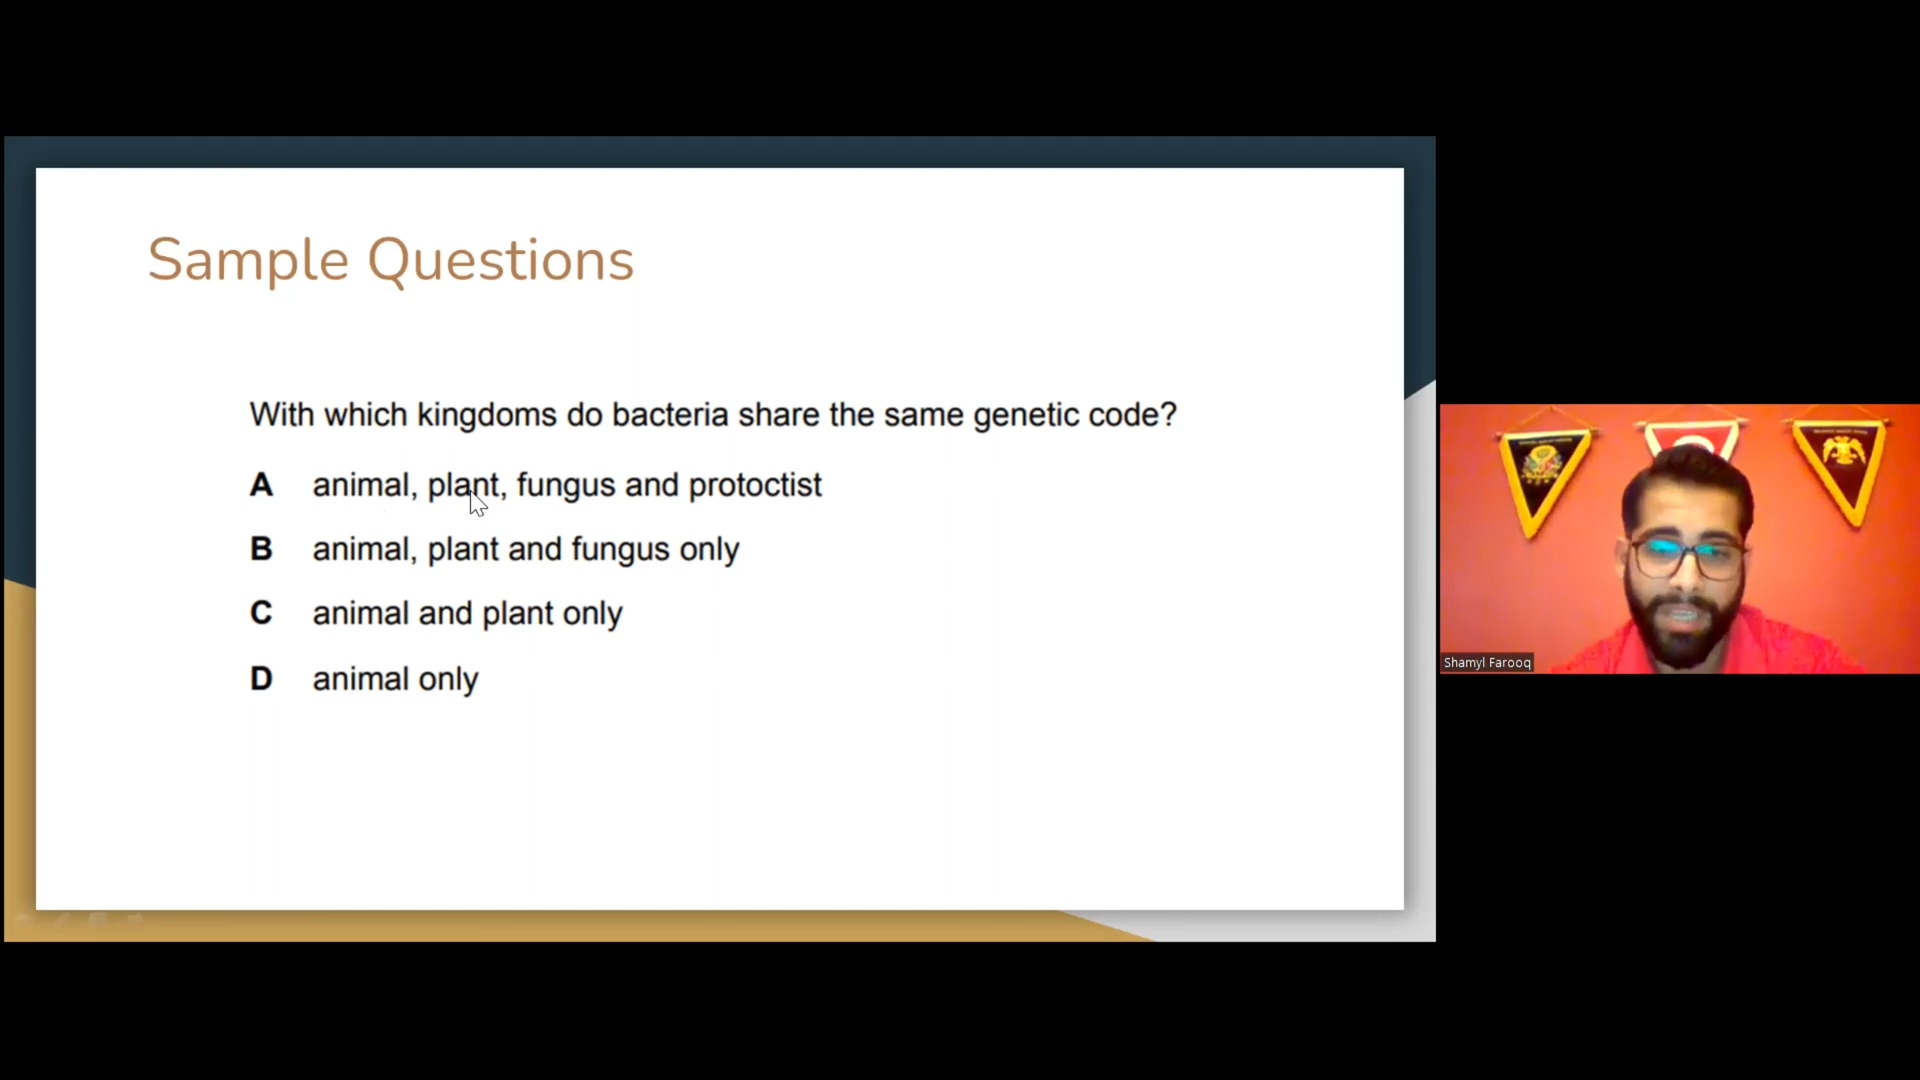 Sample Questions
With which kingdoms do bacteria share the same genetic code?
A animal, plant, fungus and protoctist
B animal, plant and fungus only
C animal and plant only
D animal only
Shamyl Farooq